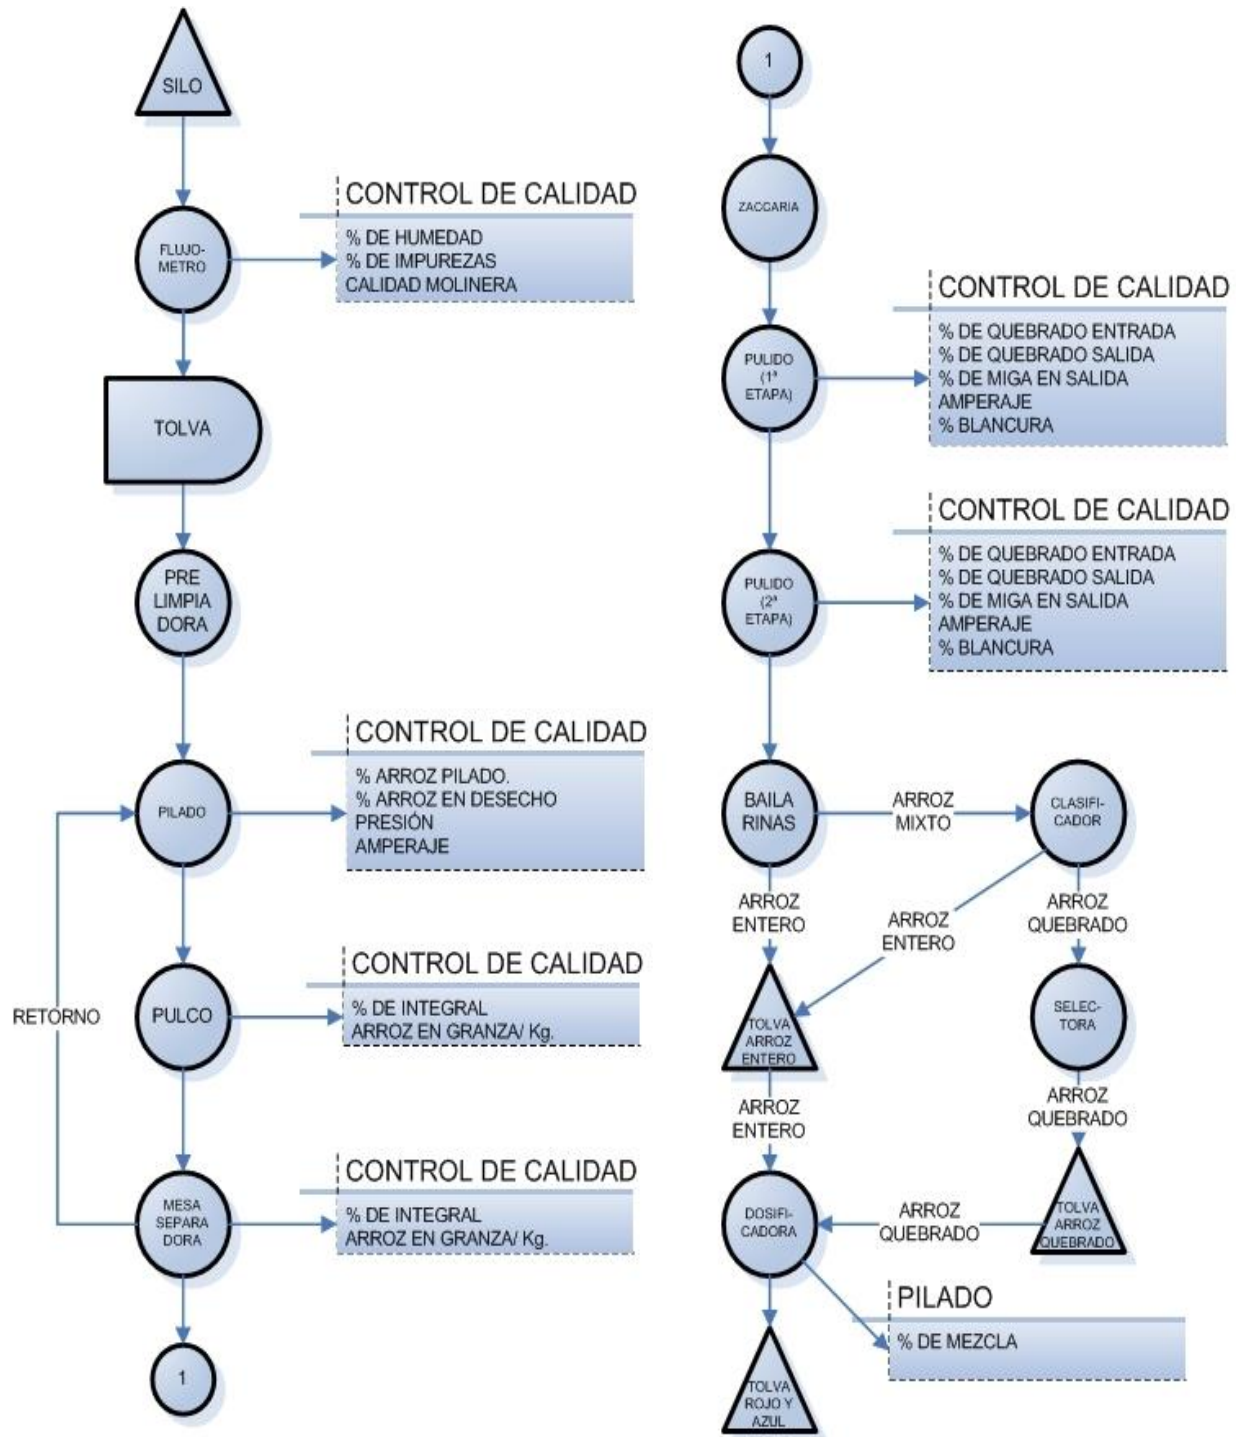 SILO
FLUJO-
METRO
CONTROL DE CALIDAD
% DE HUMEDAD
% DE IMPUREZAS
CALIDAD MOLINERA
TOLVA
PRE
LIMPIA
DORA
PILADO
CONTROL DE CALIDAD
% ARROZ PILADO.
% ARROZ EN DESECHO
PRESIÓN
AMPERAJE
RETORNO
PULCO
CONTROL DE CALIDAD
% DE INTEGRAL
ARROZ EN GRANZA/ Kg.
MESA
SEPARA
DORA
CONTROL DE CALIDAD
% DE INTEGRAL
ARROZ EN GRANZA/ Kg.
1
1
ZACCARIA
PULIDO
(1ª
ETAPA)
CONTROL DE CALIDAD
% DE QUEBRADO ENTRADA
% DE QUEBRADO SALIDA
% DE MIGA EN SALIDA
AMPERAJE
% BLANCURA
PULIDO
(2ª
ETAPA)
CONTROL DE CALIDAD
% DE QUEBRADO ENTRADA
% DE QUEBRADO SALIDA
% DE MIGA EN SALIDA
AMPERAJE
% BLANCURA
BAILA
RINAS
ARROZ
MIXTO
CLASIFI-
CADOR
ARROZ
ENTERO
ARROZ
ENTERO
ARROZ
QUEBRADO
TOLVA
ARROZ
ENTERO
SELEC-
TORA
ARROZ
ENTERO
ARROZ
QUEBRADO
DOSIFI-
CADORA
ARROZ
QUEBRADO
TOLVA
ARROZ
QUEBRADO
PILADO
% DE MEZCLA
TOLVA
ROJO Y
AZUL